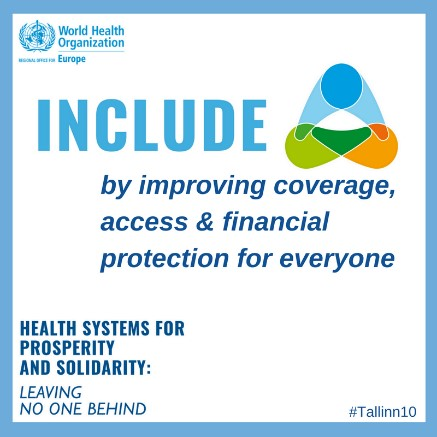 World Health
Organization
REGIONAL OFFICE FOR Europe
INCLUDE
by improving coverage,
access & financial
protection for everyone
HEALTH SYSTEMS FOR
PROSPERITY
AND SOLIDARITY:
LEAVING
NO ONE BEHIND
#Tallinn10